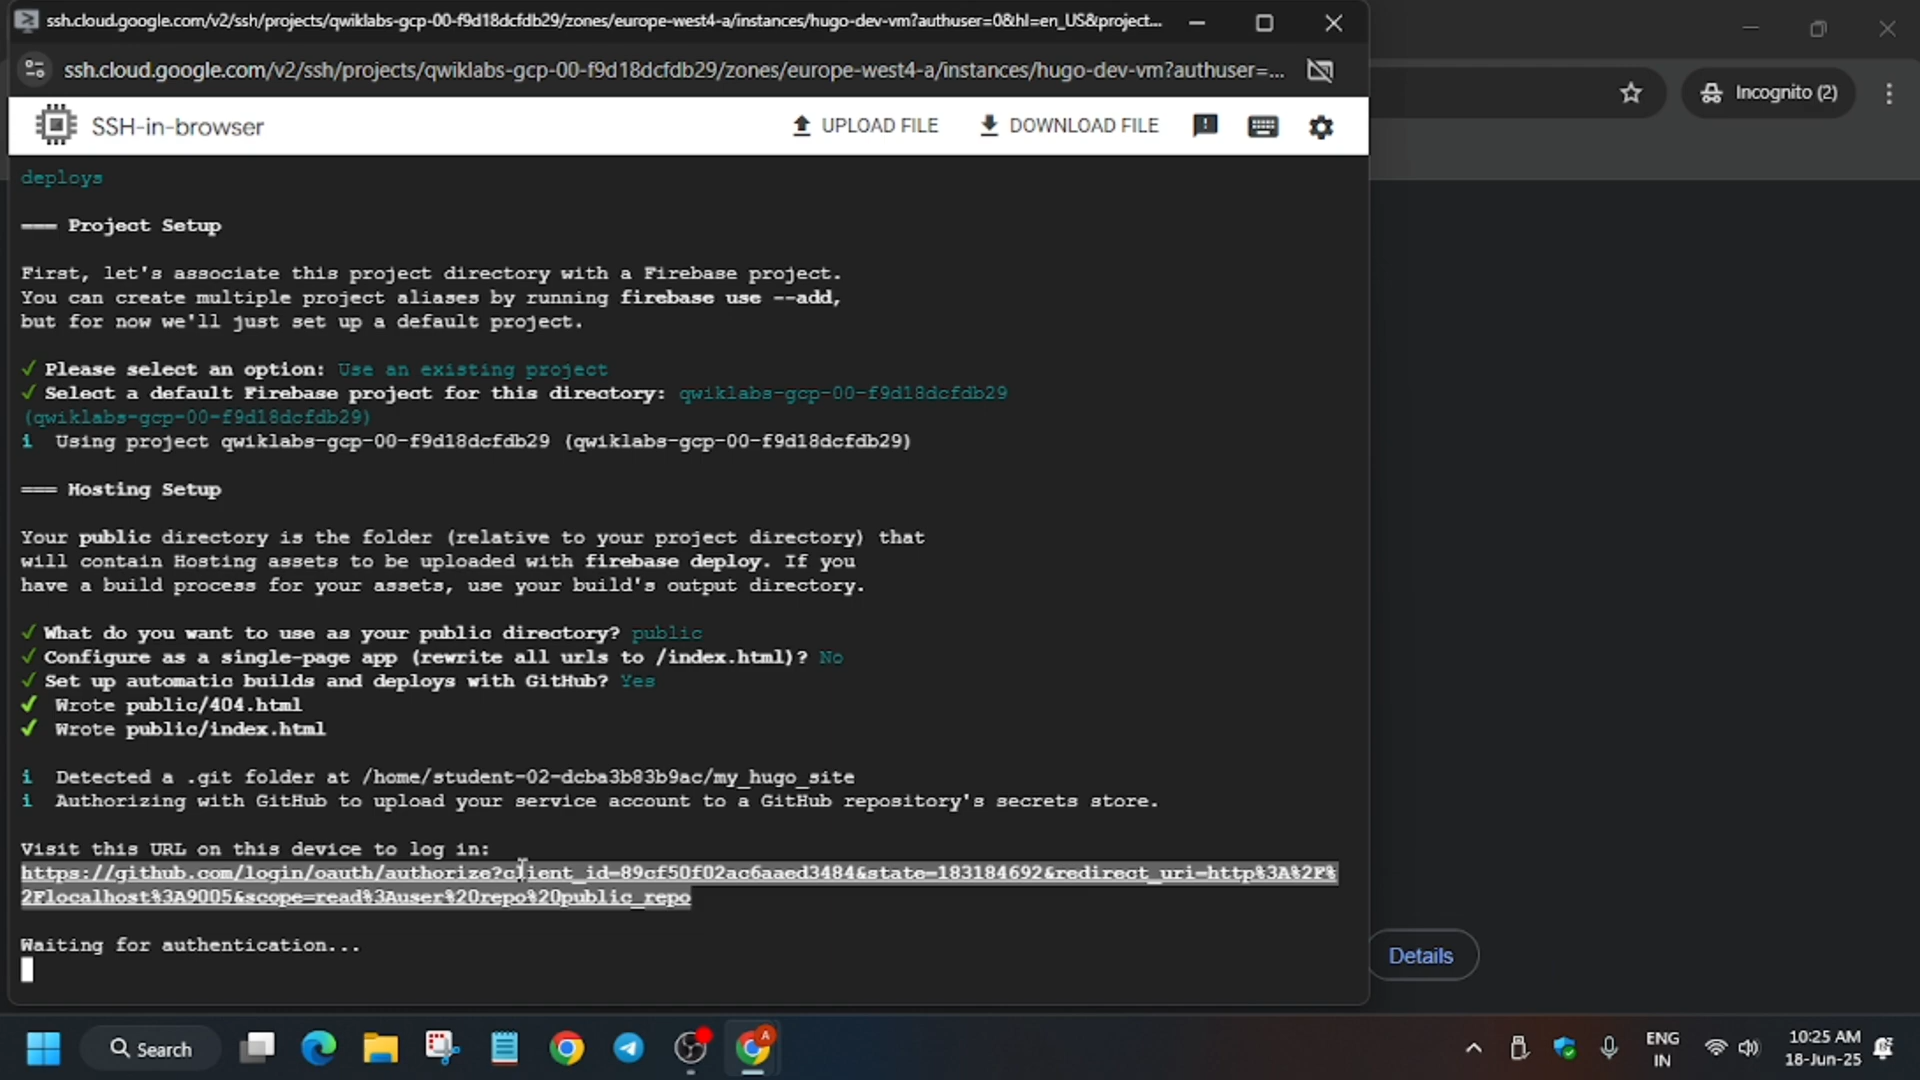 ssh.cloud.google.com/v2/ssh/projects/qwiklabs-gcp-00-f9d18dcfdb29/zones/europe-west4-a/instances/hugo-dev-vm?authuser=0&hl=en_US&project...
ssh.cloud.google.com/v2/ssh/projects/qwiklabs-gcp-00-f9d18dcfdb29/zones/europe-west4-a/instances/hugo-dev-vm?authuser=...
Incognito (2)
SSH-in-browser
UPLOAD FILE
DOWNLOAD FILE
deploys
=== Project Setup
First, let's associate this project directory with a Firebase project.
You can create multiple project aliases by running firebase use --add,
but for now we'll just set up a default project.
✓ Please select an option: Use an existing project
✓ Select a default Firebase project for this directory: qwiklabs-gcp-00-f9d18dcfdb29
(qwiklabs-gcp-00-f9d18dcfdb29)
i  Using project qwiklabs-gcp-00-f9d18dcfdb29 (qwiklabs-gcp-00-f9d18dcfdb29)
=== Hosting Setup
Your public directory is the folder (relative to your project directory) that
will contain Hosting assets to be uploaded with firebase deploy. If you
have a build process for your assets, use your build's output directory.
✓ What do you want to use as your public directory? public
✓ Configure as a single-page app (rewrite all urls to /index.html)? No
✓ Set up automatic builds and deploys with GitHub? Yes
✓  Wrote public/404.html
✓  Wrote public/index.html
i  Detected a .git folder at /home/student-02-dcba3b83b9ac/my_hugo_site
i  Authorizing with GitHub to upload your service account to a GitHub repository's secrets store.
Visit this URL on this device to log in:
https://github.com/login/oauth/authorize?client_id=89cf50f02ac6aaed3484&state=183184692&redirect_uri=http%3A%2F%
2Flocalhost%3A9005&scope=read%3Auser%20repo%20public_repo
Waiting for authentication...
Details
Search
ENG
IN
10:25 AM
18-Jun-25